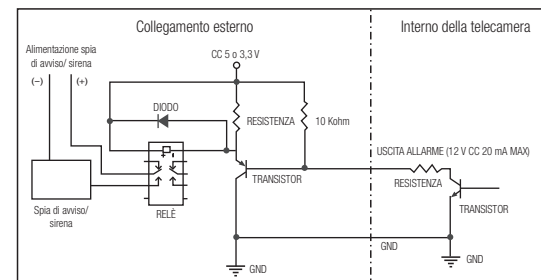 Collegamento esterno
Interno della telecamera
Alimentazione spia
di avviso/ sirena
(−)
(+)
CC 5 o 3,3 V
DIODO
RESISTENZA
10 Kohm
USCITA ALLARME (12 V CC 20 mA MAX)
+
RESISTENZA
TRANSISTOR
TRANSISTOR
Spia di avviso/
sirena
RELÈ
GND
GND
GND